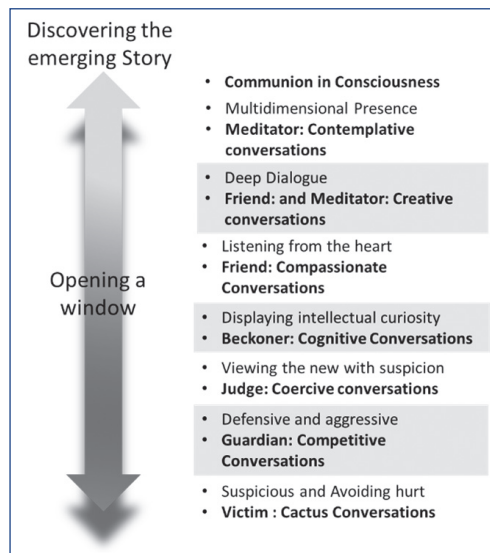 Discovering the
emerging Story
• Communion in Consciousness
• Multidimensional Presence
• Meditator: Contemplative
conversations
• Deep Dialogue
• Friend: and Meditator: Creative
conversations
• Listening from the heart
• Friend: Compassionate
Conversations
Opening a
window
• Displaying intellectual curiosity
• Beckoner: Cognitive Conversations
• Viewing the new with suspicion
• Judge: Coercive conversations
• Defensive and aggressive
• Guardian: Competitive
Conversations
• Suspicious and Avoiding hurt
• Victim : Cactus Conversations